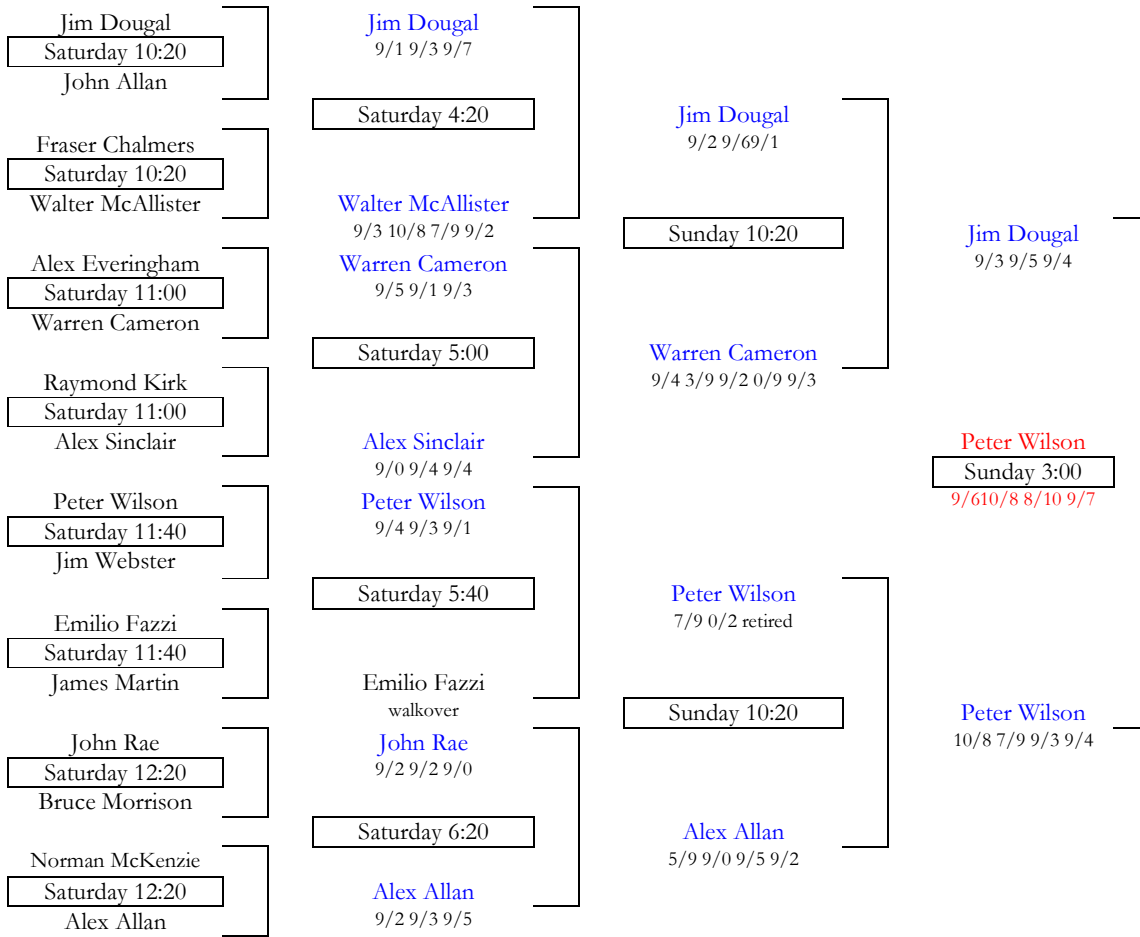 Jim Dougal
Saturday 10:20
John Allan
Fraser Chalmers
Saturday 10:20
Walter McAllister
Alex Everingham
Saturday 11:00
Warren Cameron
Raymond Kirk
Saturday 11:00
Alex Sinclair
Peter Wilson
Saturday 11:40
Jim Webster
Emilio Fazzi
Saturday 11:40
James Martin
John Rae
Saturday 12:20
Bruce Morrison
Norman McKenzie
Saturday 12:20
Alex Allan
Jim Dougal
9/1 9/3 9/7
Saturday 4:20
Walter McAllister
9/3 10/8 7/9 9/2
Warren Cameron
9/5 9/1 9/3
Saturday 5:00
Alex Sinclair
9/0 9/4 9/4
Peter Wilson
9/4 9/3 9/1
Saturday 5:40
Emilio Fazzi
walkover
John Rae
9/2 9/2 9/0
Saturday 6:20
Alex Allan
9/2 9/3 9/5
Jim Dougal
9/2 9/69/1
Sunday 10:20
Warren Cameron
9/4 3/9 9/2 0/9 9/3
Peter Wilson
7/9 0/2 retired
Sunday 10:20
Alex Allan
5/9 9/0 9/5 9/2
Jim Dougal
9/3 9/5 9/4
Peter Wilson
Sunday 3:00
9/610/8 8/10 9/7
Peter Wilson
10/8 7/9 9/3 9/4